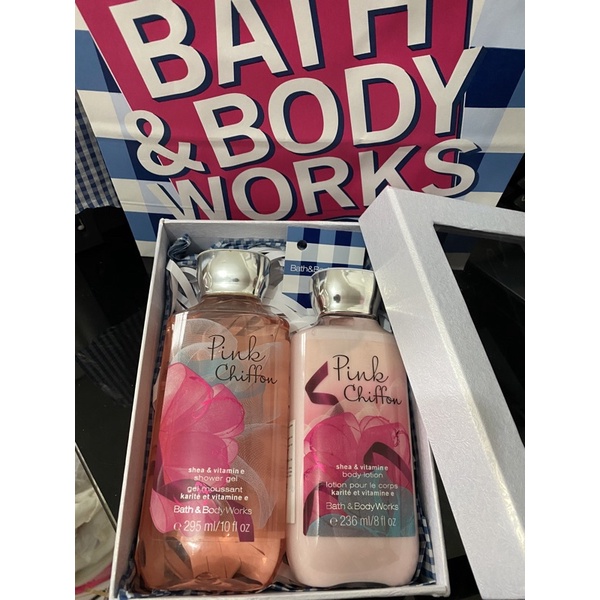 BATH
& BODY
WORKS
Bath&B
Pink
Chiffon
shea & vitamin e
shower gel
gel moussant
karité et vitamine e
Bath & Body Works
e 295 ml/10 fl oz
Pink
Chiffon
shea & vitamin e
body lotion
lotion pour le corps
karité et vitamine e
Bath & Body Works
e 236 ml/8 fl oz